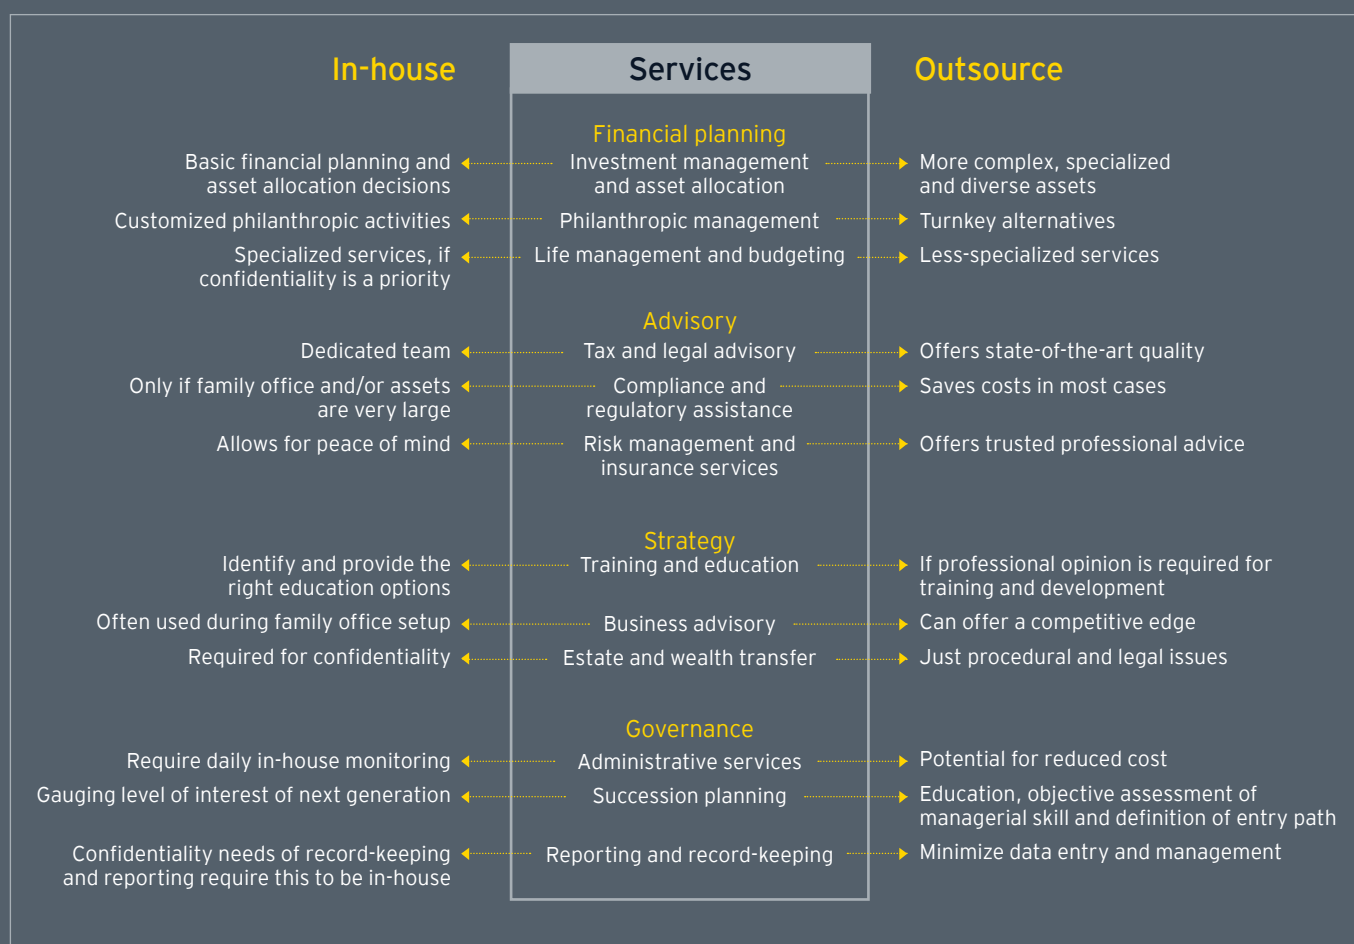 In-house Services Outsource
Financial planning
Basic financial planning and
asset allocation decisions
Investment management
and asset allocation
More complex, specialized
and diverse assets
Customized philanthropic activities
Philanthropic management
Turnkey alternatives
Specialized services, if
confidentiality is a priority
Life management and budgeting
Less-specialized services
Advisory
Dedicated team
Tax and legal advisory
Offers state-of-the-art quality
Only if family office and/or assets
are very large
Compliance and
regulatory assistance
Saves costs in most cases
Allows for peace of mind
Risk management and
insurance services
Offers trusted professional advice
Strategy
Identify and provide the
right education options
Training and education
If professional opinion is required for
training and development
Often used during family office setup
Business advisory
Can offer a competitive edge
Required for confidentiality
Estate and wealth transfer
Just procedural and legal issues
Governance
Require daily in-house monitoring
Administrative services
Potential for reduced cost
Gauging level of interest of next generation
Succession planning
Education, objective assessment of
managerial skill and definition of entry path
Confidentiality needs of record-keeping
and reporting require this to be in-house
Reporting and record-keeping
Minimize data entry and management